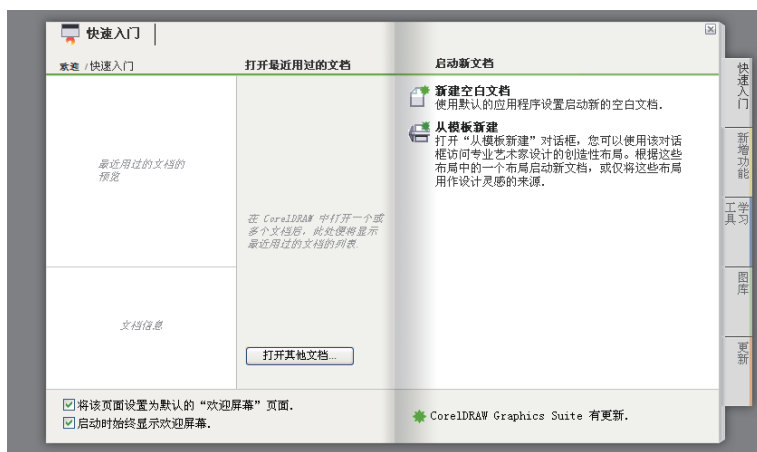 快速入门
欢迎 /快速入门
打开最近用过的文档
启动新文档
最近用过的文档的
预览
文档信息
在 CorelDRAW 中打开一个或
多个文档后，此处便将显示
最近用过的文档的列表.
打开其他文档...
新建空白文档
使用默认的应用程序设置启动新的空白文档.
从模板新建
打开“从模板新建”对话框，您可以使用该对话
框访问专业艺术家设计的创造性布局。根据这些
布局中的一个布局启动新文档，或仅将这些布局
用作设计灵感的来源.
将该页面设置为默认的“欢迎屏幕”页面.
启动时始终显示欢迎屏幕.
CorelDRAW Graphics Suite 有更新.
快速入门
新增功能
学习
工具
图库
更新